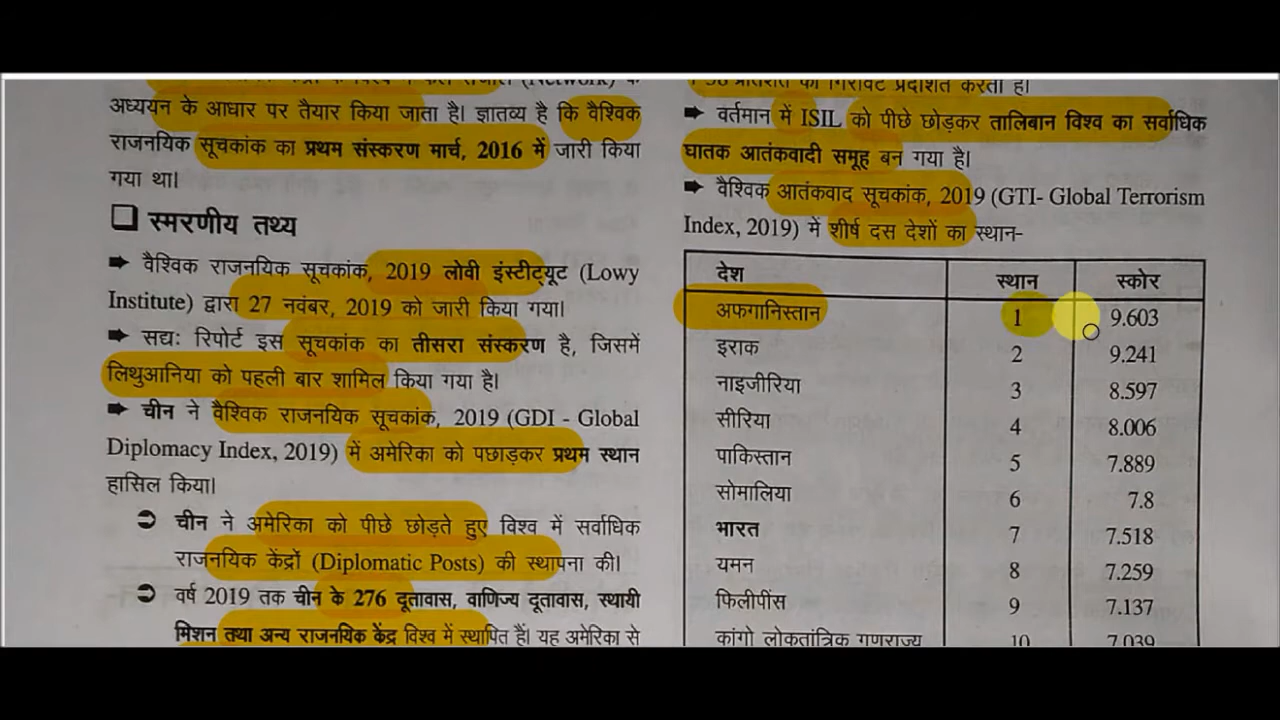 अध्ययन के आधार पर तैयार किया जाता है। ज्ञातव्य है कि वैश्विक
राजनयिक सूचकांक का प्रथम संस्करण मार्च, 2016 में जारी किया
गया था।
❑ स्मरणीय तथ्य
➨ वैश्विक राजनयिक सूचकांक, 2019 लोवी इंस्टीट्यूट (Lowy
Institute) द्वारा 27 नवंबर, 2019 को जारी किया गया।
➨ सद्यः रिपोर्ट इस सूचकांक का तीसरा संस्करण है, जिसमें
लिथुआनिया को पहली बार शामिल किया गया है।
➨ चीन ने वैश्विक राजनयिक सूचकांक, 2019 (GDI - Global
Diplomacy Index, 2019) में अमेरिका को पछाड़कर प्रथम स्थान
हासिल किया।
➲ चीन ने अमेरिका को पीछे छोड़ते हुए विश्व में सर्वाधिक
राजनयिक केंद्रों (Diplomatic Posts) की स्थापना की।
➲ वर्ष 2019 तक चीन के 276 दूतावास, वाणिज्य दूतावास, स्थायी
मिशन तथा अन्य राजनयिक केंद्र विश्व में स्थापित हैं। यह अमेरिका से
प्रतिशत की गिरावट प्रदर्शित करता है।
➨ वर्तमान में ISIL को पीछे छोड़कर तालिबान विश्व का सर्वाधिक
घातक आतंकवादी समूह बन गया है।
➨ वैश्विक आतंकवाद सूचकांक, 2019 (GTI- Global Terrorism
Index, 2019) में शीर्ष दस देशों का स्थान-
देश स्थान स्कोर
अफगानिस्तान 1 9.603
इराक 2 9.241
नाइजीरिया 3 8.597
सीरिया 4 8.006
पाकिस्तान 5 7.889
सोमालिया 6 7.8
भारत 7 7.518
यमन 8 7.259
फिलीपींस 9 7.137
कांगो लोकतांत्रिक गणराज्य 10 7.039